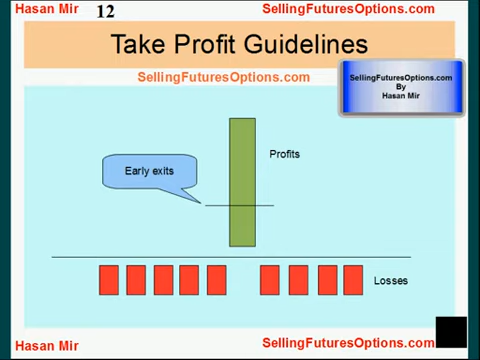 Hasan Mir
12
SellingFuturesOptions.com
Take Profit Guidelines
SellingFuturesOptions.com
SellingFuturesOptions.com
By
Hasan Mir
Profits
Early exits
Losses
Hasan Mir
SellingFuturesOptions.com